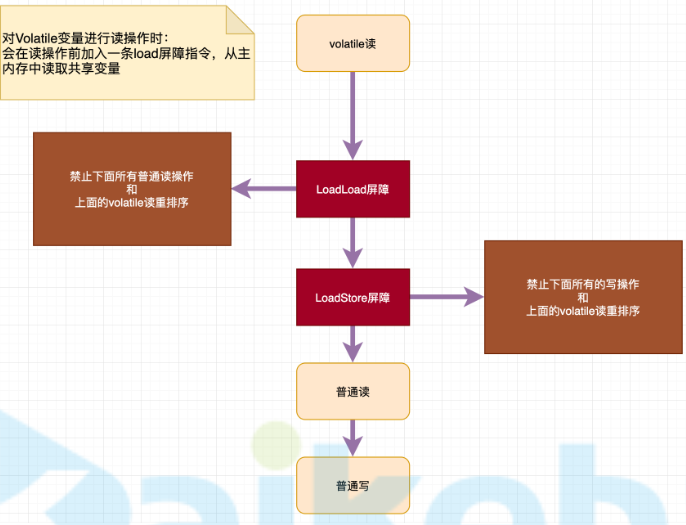 对Volatile变量进行读操作时：
会在读操作前加入一条load屏障指令，从主
内存中读取共享变量
volatile读
禁止下面所有普通读操作
和
上面的volatile读重排序
LoadLoad屏障
LoadStore屏障
禁止下面所有的写操作
和
上面的volatile读重排序
普通读
普通写